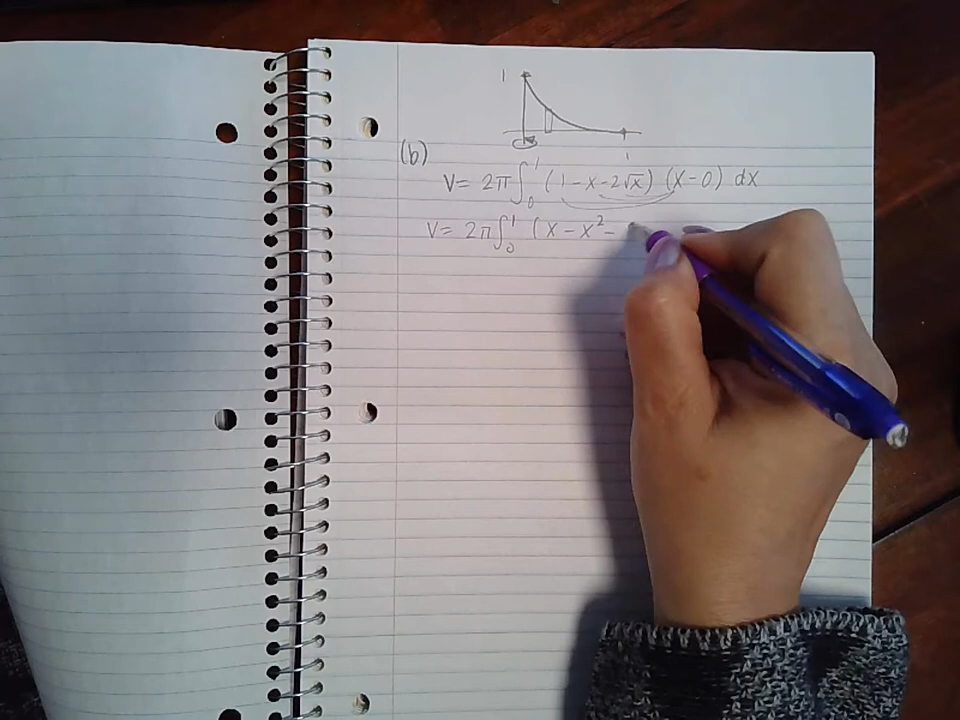 1
1
(b)
V= 2π∫₀¹ (1-x-2√x) (x-0) dx
V= 2π∫₀¹ (x-x²-